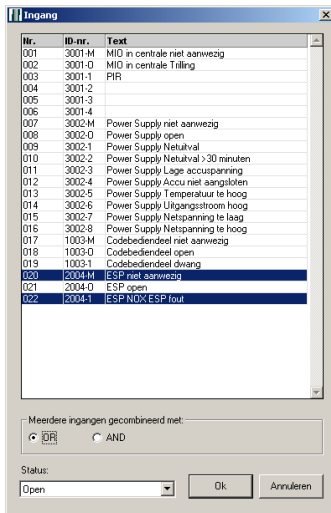 Ingang
Nr. ID-nr. Text
001 3001-M MIO in centrale niet aanwezig
002 3001-O MIO in centrale Trilling
003 3001-1 PIR
004 3001-2
005 3001-3
006 3001-4
007 3002-M Power Supply niet aanwezig
008 3002-O Power Supply open
009 3002-1 Power Supply Netuitval
010 3002-2 Power Supply Netuitval >30 minuten
011 3002-3 Power Supply Lage accuspanning
012 3002-4 Power Supply Accu niet aangsloten
013 3002-5 Power Supply Temperatuur te hoog
014 3002-6 Power Supply Uitgangsstroom hoog
015 3002-7 Power Supply Netspanning te laag
016 3002-8 Power Supply Netspanning te hoog
017 1003-M Codebediendeel niet aanwezig
018 1003-O Codebediendeel open
019 1003-1 Codebediendeel dwang
020 2004-M ESP niet aanwezig
021 2004-O ESP open
022 2004-1 ESP NOX ESP fout
Meerdere ingangen gecombineerd met:
OR AND
Status:
Open Ok Annuleren